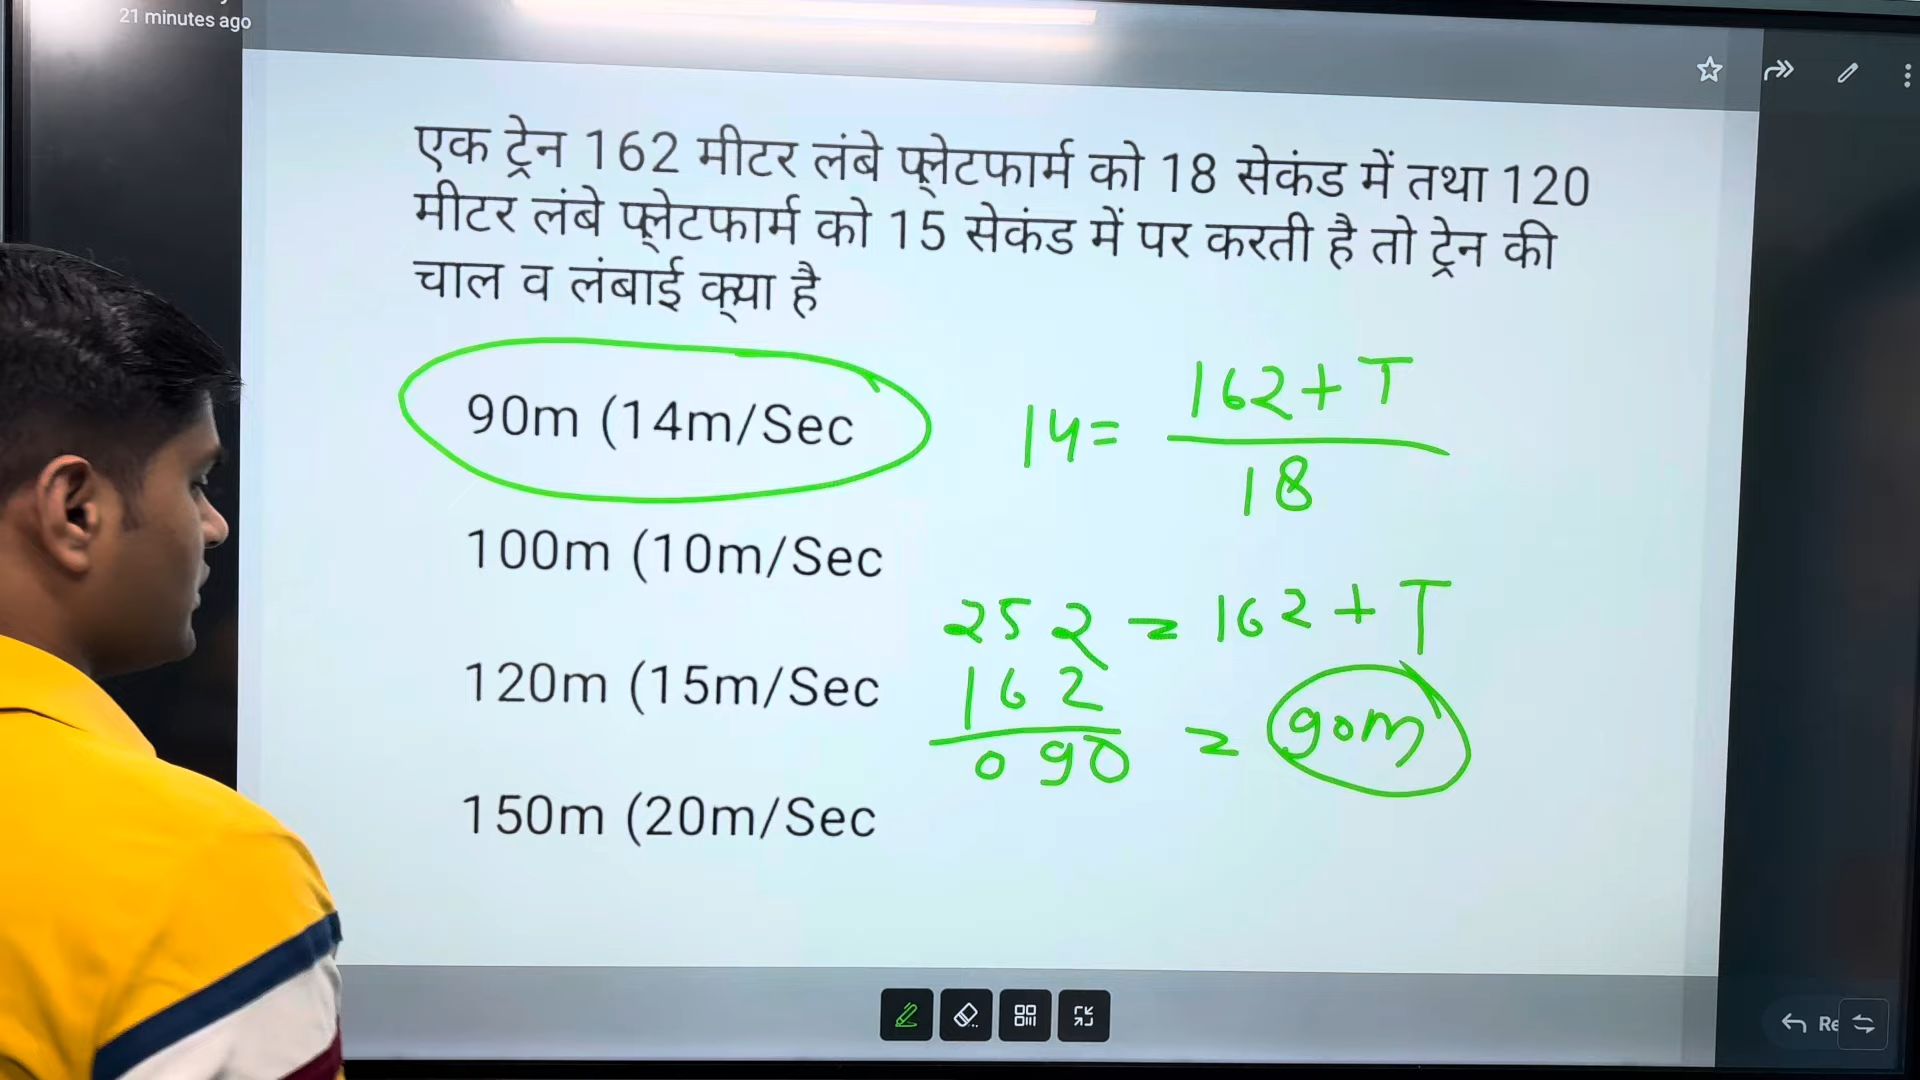 21 minutes ago
एक ट्रेन 162 मीटर लंबे प्लेटफार्म को 18 सेकंड में तथा 120
मीटर लंबे प्लेटफार्म को 15 सेकंड में पर करती है तो ट्रेन की
चाल व लंबाई क्या है
90m (14m/Sec
100m (10m/Sec
120m (15m/Sec
150m (20m/Sec
14 = 162 + T
18
252 = 162 + T
162
090 = 90m
Re